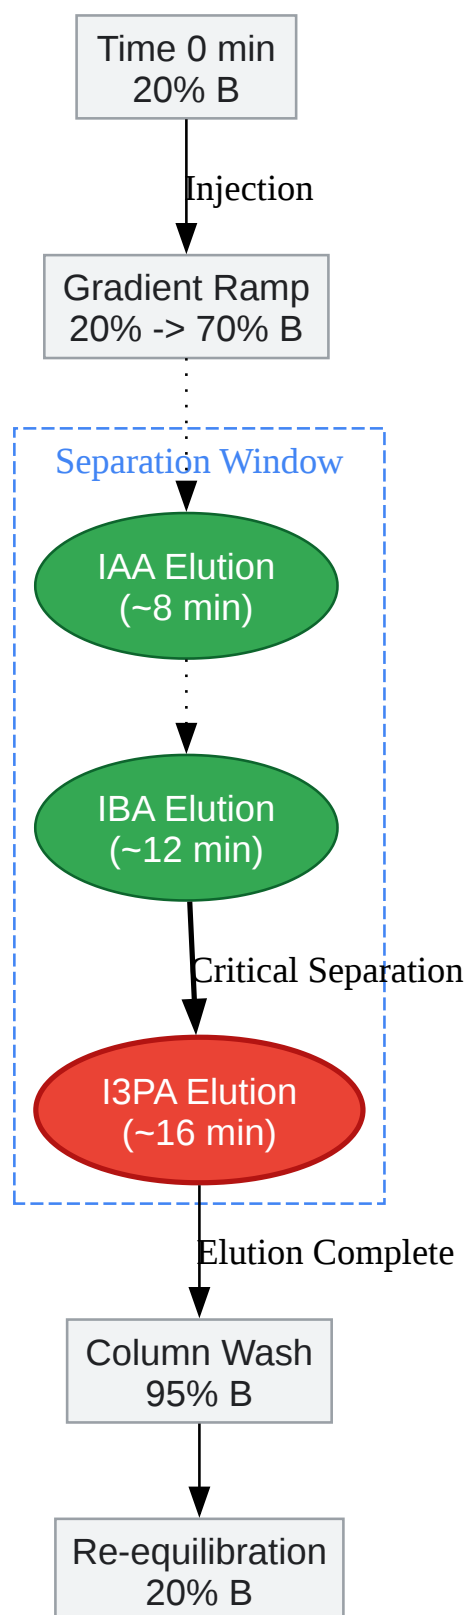 Time 0 min
20% B
Injection
Gradient Ramp
20% -> 70% B
Separation Window
IAA Elution
(~8 min)
IBA Elution
(~12 min)
Critical Separation
I3PA Elution
(~16 min)
Elution Complete
Column Wash
95% B
Re-equilibration
20% B